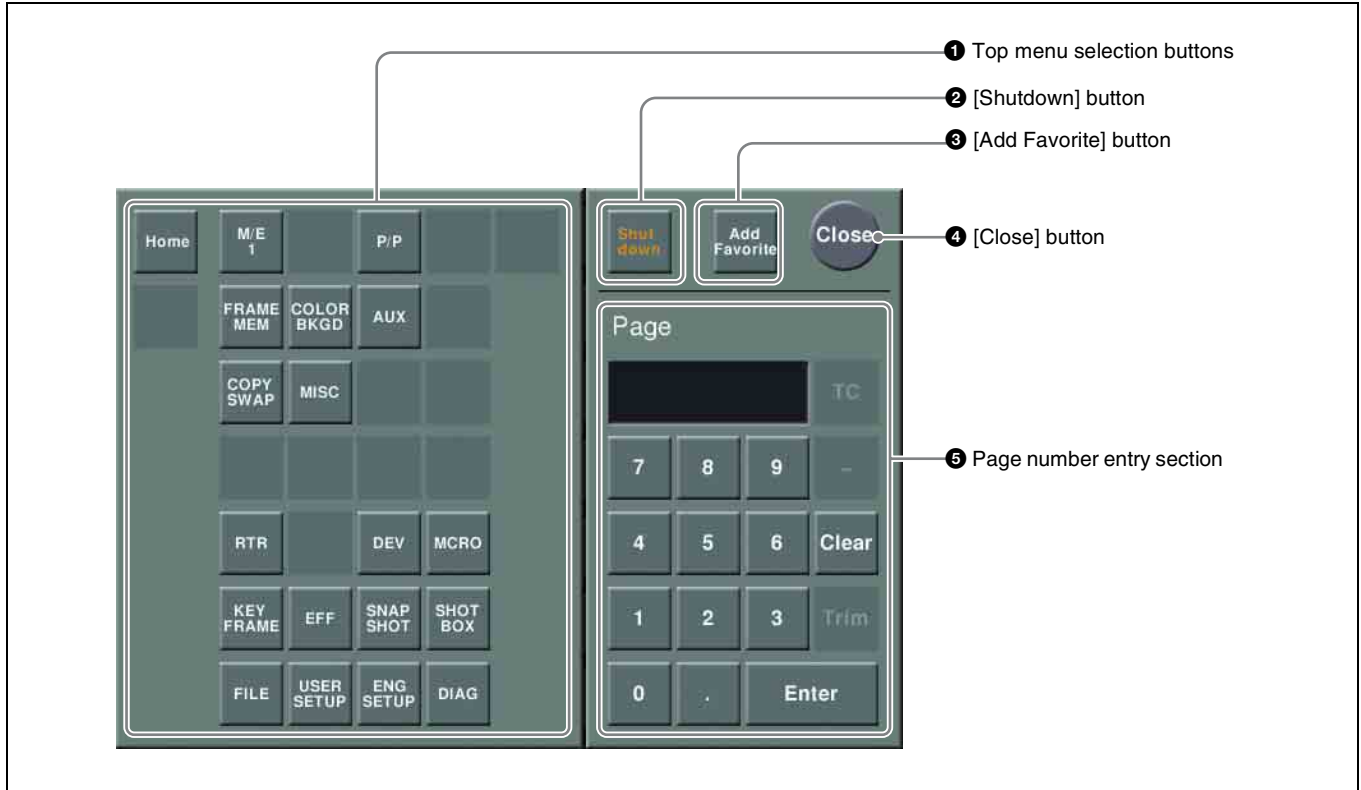 ❶ Top menu selection buttons
❷ [Shutdown] button
❸ [Add Favorite] button
❹ [Close] button
❺ Page number entry section
Home
M/E
1
P/P
FRAME
MEM
COLOR
BKGD
AUX
COPY
SWAP
MISC
RTR
DEV
MCRO
KEY
FRAME
EFF
SNAP
SHOT
SHOT
BOX
FILE
USER
SETUP
ENG
SETUP
DIAG
Shut
down
Add
Favorite
Close
Page
TC
7 8 9 –
4 5 6 Clear
1 2 3 Trim
0 . Enter